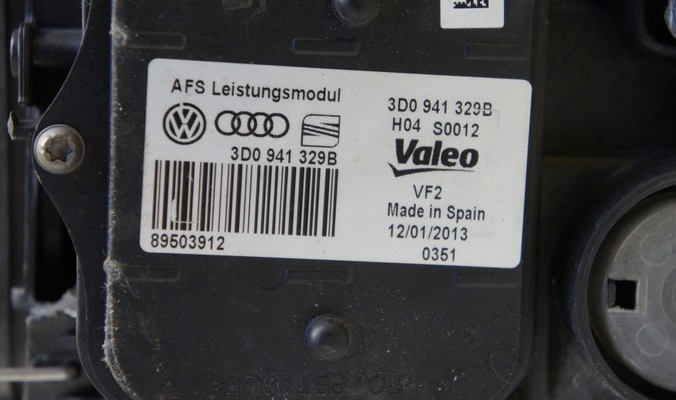 AFS Leistungsmodul
3D0 941 329B
89503912
3D0 941 329B
H04 S0012
Valeo
VF2
Made in Spain
12/01/2013
0351